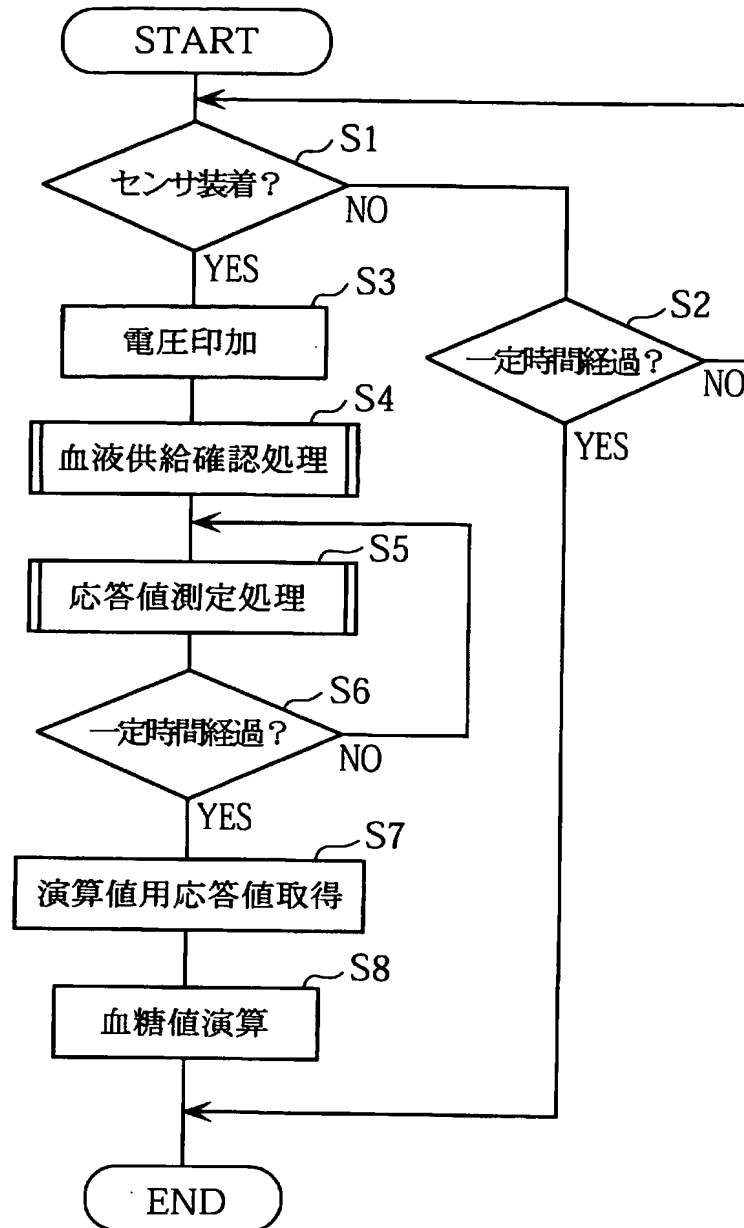 START
S1
センサ装着？
NO
YES
S3
電圧印加
S2
一定時間経過？
NO
YES
S4
血液供給確認処理
S5
応答値測定処理
S6
一定時間経過？
NO
YES
S7
演算値用応答値取得
S8
血糖値演算
END